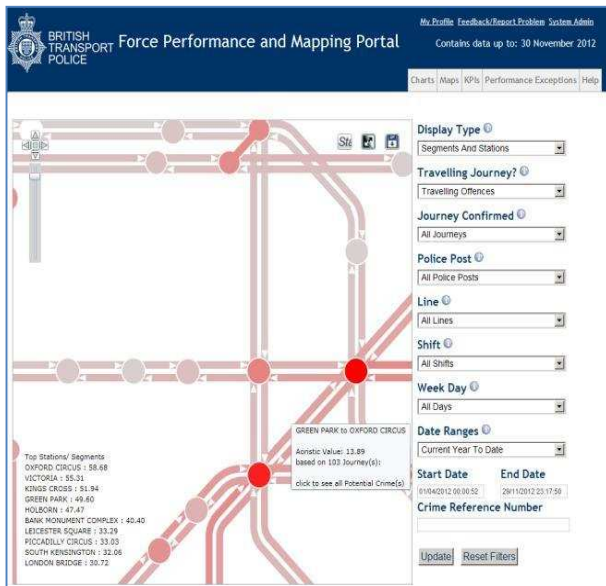 BRITISH
TRANSPORT
POLICE
Force Performance and Mapping Portal
My Profile Feedback/Report Problem System Admin
Contains data up to: 30 November 2012
Charts Maps KPIs Performance Exceptions Help
Display Type
Segments And Stations
Travelling Journey?
Travelling Offences
Journey Confirmed
All Journeys
Police Post
All Police Posts
Line
All Lines
Shift
All Shifts
Week Day
All Days
Date Ranges
Current Year To Date
Start Date End Date
01/04/2012 00:00:52 29/11/2012 23:17:50
Crime Reference Number
Update Reset Filters
GREEN PARK to OXFORD CIRCUS
Aoristic Value: 13.89
based on 103 Journey(s):
click to see all Potential Crime(s)
Top Stations/ Segments
OXFORD CIRCUS : 58.68
VICTORIA : 55.31
KINGS CROSS : 51.94
GREEN PARK : 49.60
HOLBORN : 47.47
BANK MONUMENT COMPLEX : 40.40
LEICESTER SQUARE : 33.29
PICCADILLY CIRCUS : 33.03
SOUTH KENSINGTON : 32.06
LONDON BRIDGE : 30.72